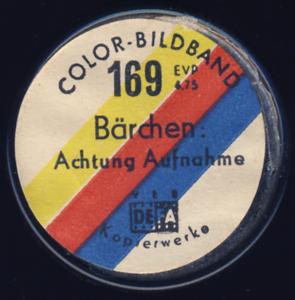 COLOR-BILDBAND
169 EVP
4.75
Bärchen:
Achtung Aufnahme
VEB
DEFA
Kopierwerke